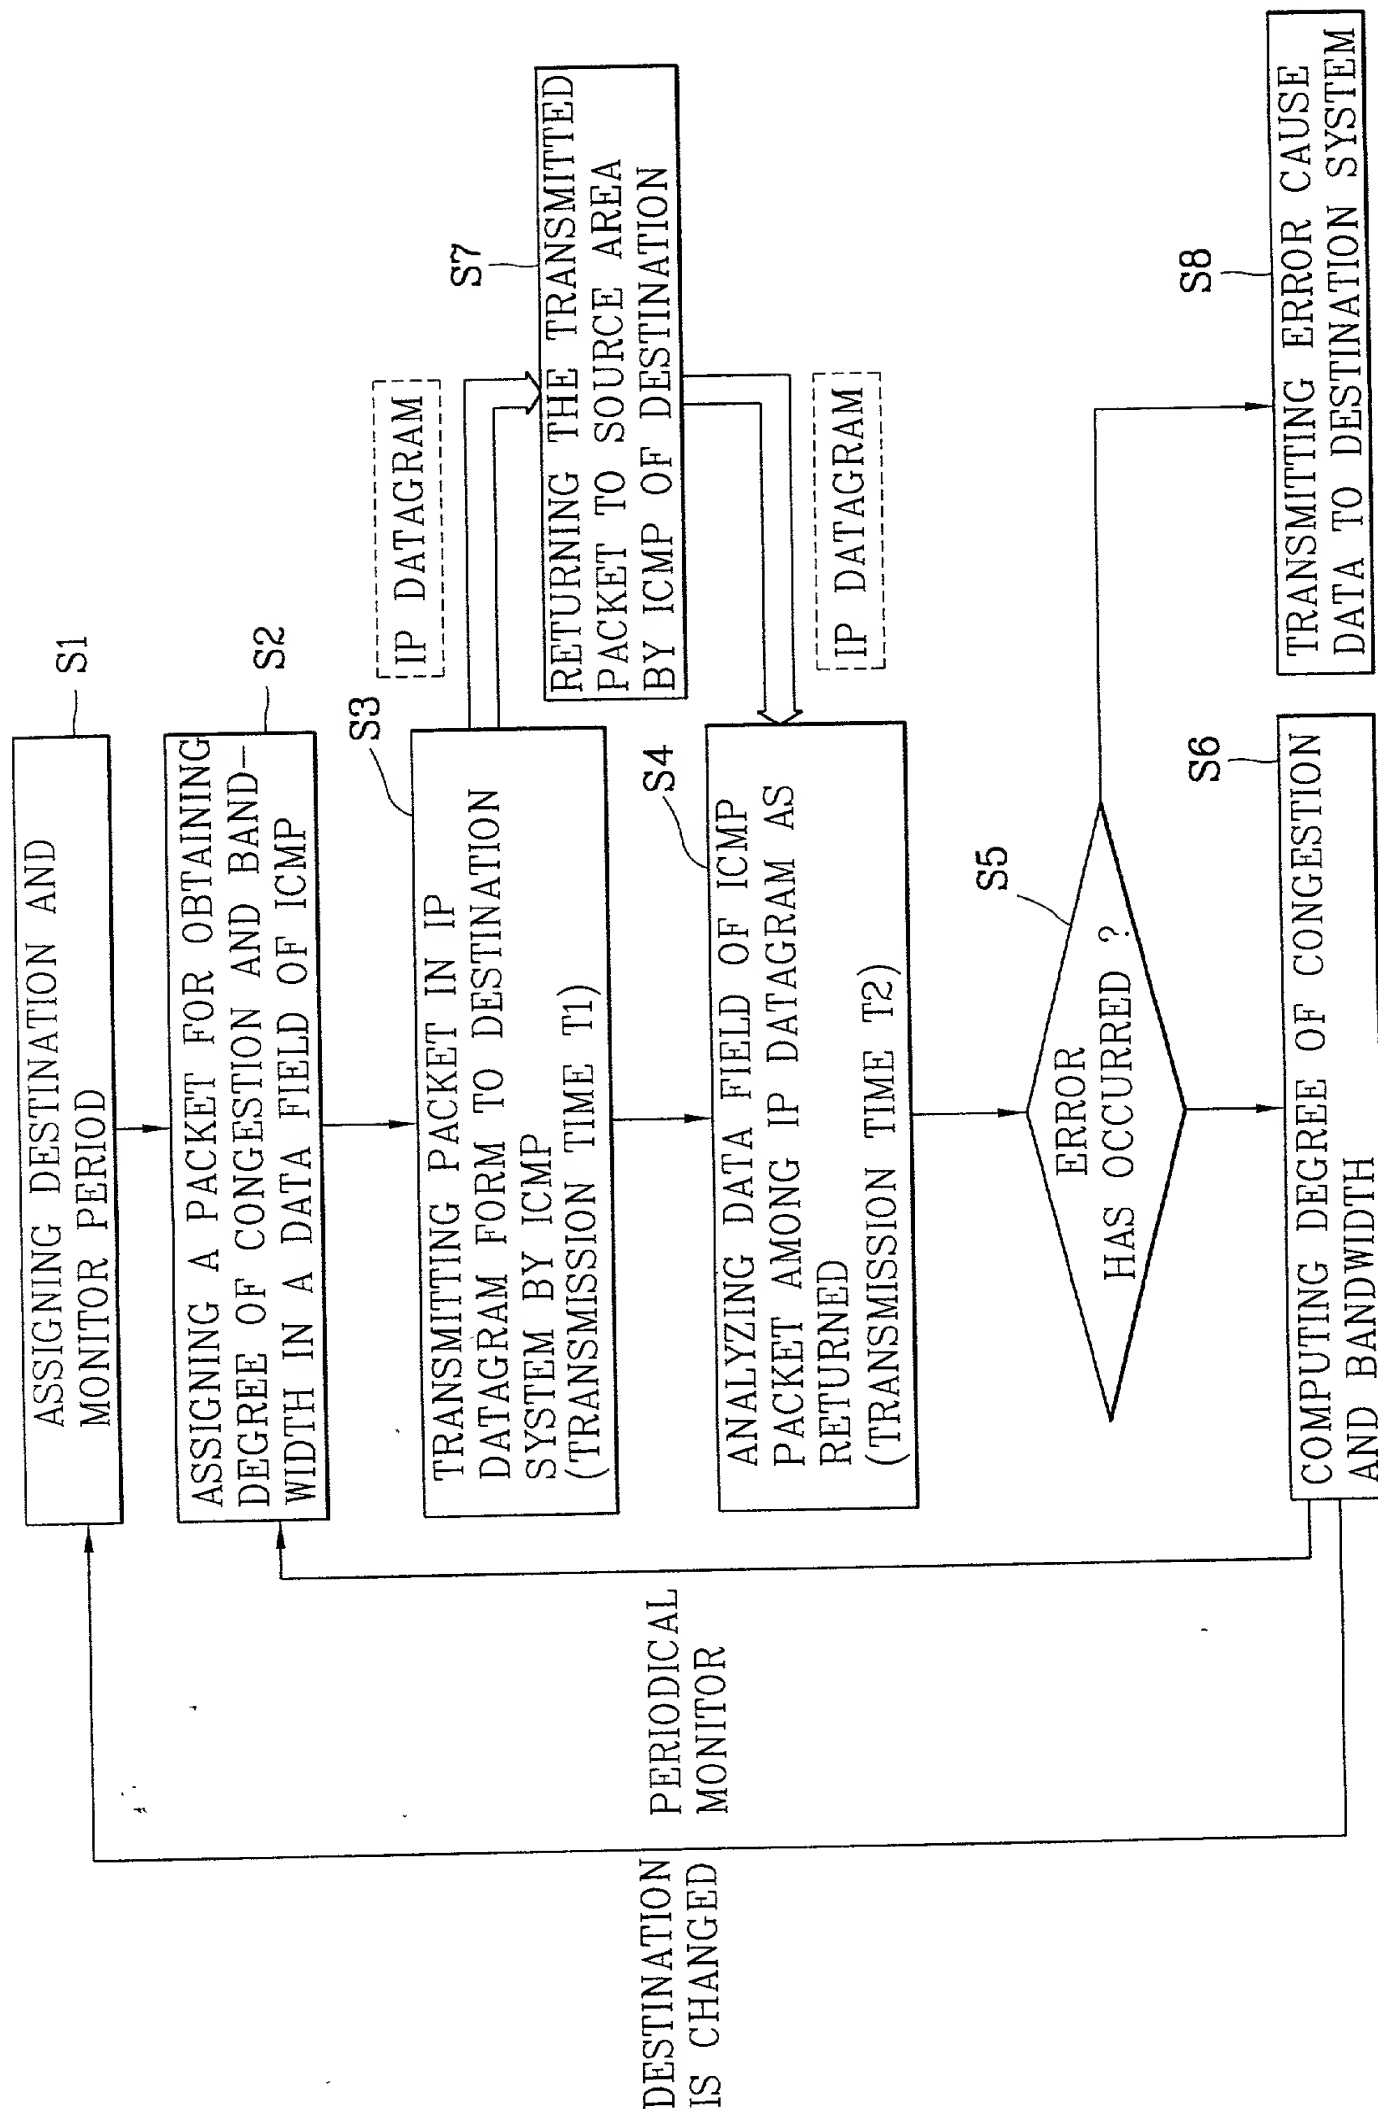 ASSIGNING DESTINATION AND
MONITOR PERIOD
S1
ASSIGNING A PACKET FOR OBTAINING
DEGREE OF CONGESTION AND BAND-
WIDTH IN A DATA FIELD OF ICMP
S2
TRANSMITTING PACKET IN IP
DATAGRAM FORM TO DESTINATION
SYSTEM BY ICMP
(TRANSMISSION TIME T1)
S3
IP DATAGRAM
RETURNING THE TRANSMITTED
PACKET TO SOURCE AREA
BY ICMP OF DESTINATION
S7
IP DATAGRAM
ANALYZING DATA FIELD OF ICMP
PACKET AMONG IP DATAGRAM AS
RETURNED
(TRANSMISSION TIME T2)
S4
ERROR
HAS OCCURRED ?
S5
COMPUTING DEGREE OF CONGESTION
AND BANDWIDTH
S6
TRANSMITTING ERROR CAUSE
DATA TO DESTINATION SYSTEM
S8
PERIODICAL
MONITOR
DESTINATION
IS CHANGED